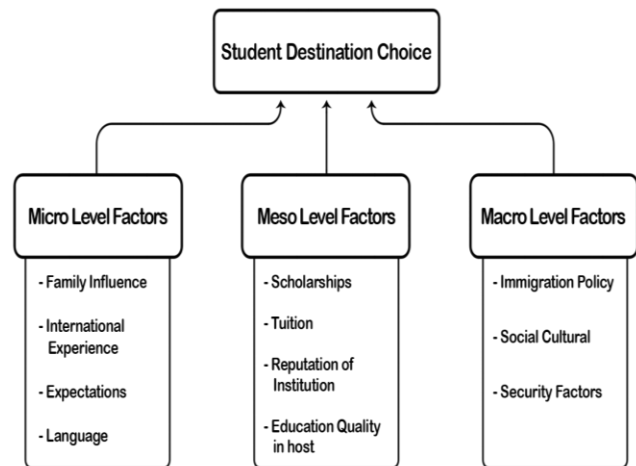 Student Destination Choice
Micro Level Factors
- Family Influence
- International
Experience
- Expectations
- Language
Meso Level Factors
- Scholarships
- Tuition
- Reputation of
Institution
- Education Quality
in host
Macro Level Factors
- Immigration Policy
- Social Cultural
- Security Factors